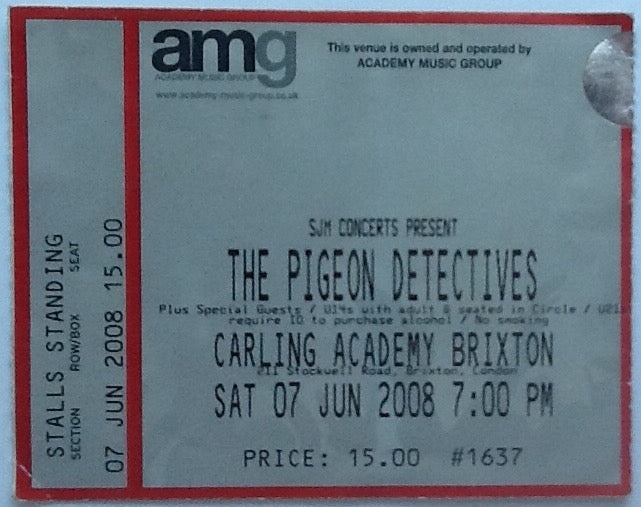 amg
ACADEMY MUSIC GROUP
www.academy-music-group.co.uk
This venue is owned and operated by
ACADEMY MUSIC GROUP
SJM CONCERTS PRESENT
THE PIGEON DETECTIVES
Plus Special Guests / U14s with adult & seated in Circle / U21s
require ID to purchase alcohol / No smoking
CARLING ACADEMY BRIXTON
211 Stockwell Road, Brixton, London
SAT 07 JUN 2008 7:00 PM
PRICE: 15.00 #1637
STALLS STANDING
SECTION ROW/BOX SEAT
07 JUN 2008 15.00